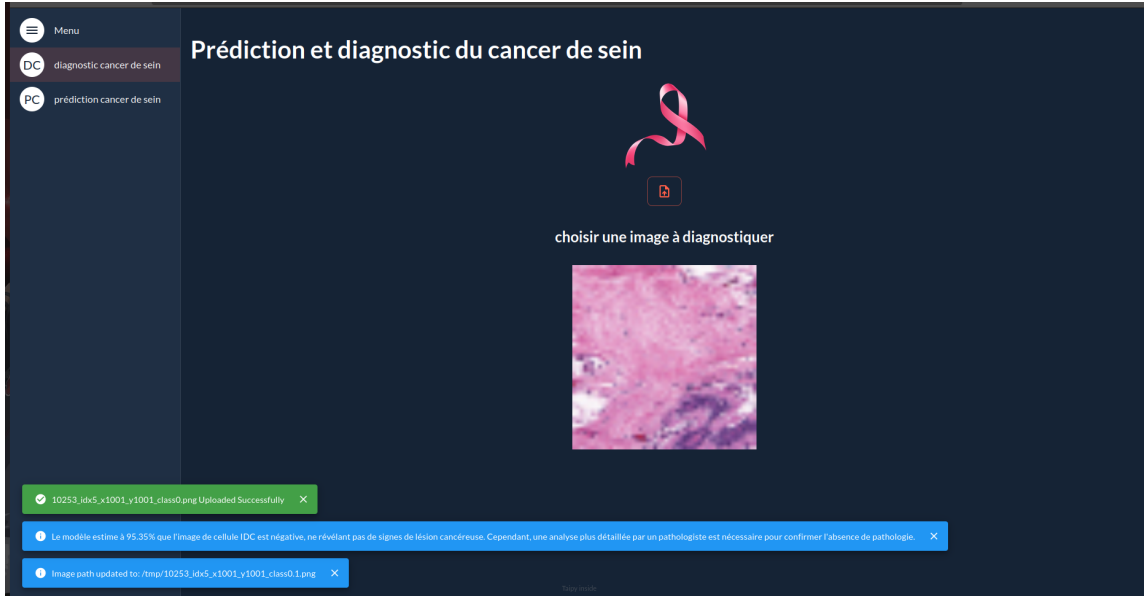 Menu
DC diagnostic cancer de sein
PC prédiction cancer de sein
Prédiction et diagnostic du cancer de sein
choisir une image à diagnostiquer
10253_idx5_x1001_y1001_class0.png Uploaded Successfully
Le modèle estime à 95.35% que l'image de cellule IDC est négative, ne révélant pas de signes de lésion cancéreuse. Cependant, une analyse plus détaillée par un pathologiste est nécessaire pour confirmer l'absence de pathologie.
Image path updated to: /tmp/10253_idx5_x1001_y1001_class0.1.png
Taipy inside